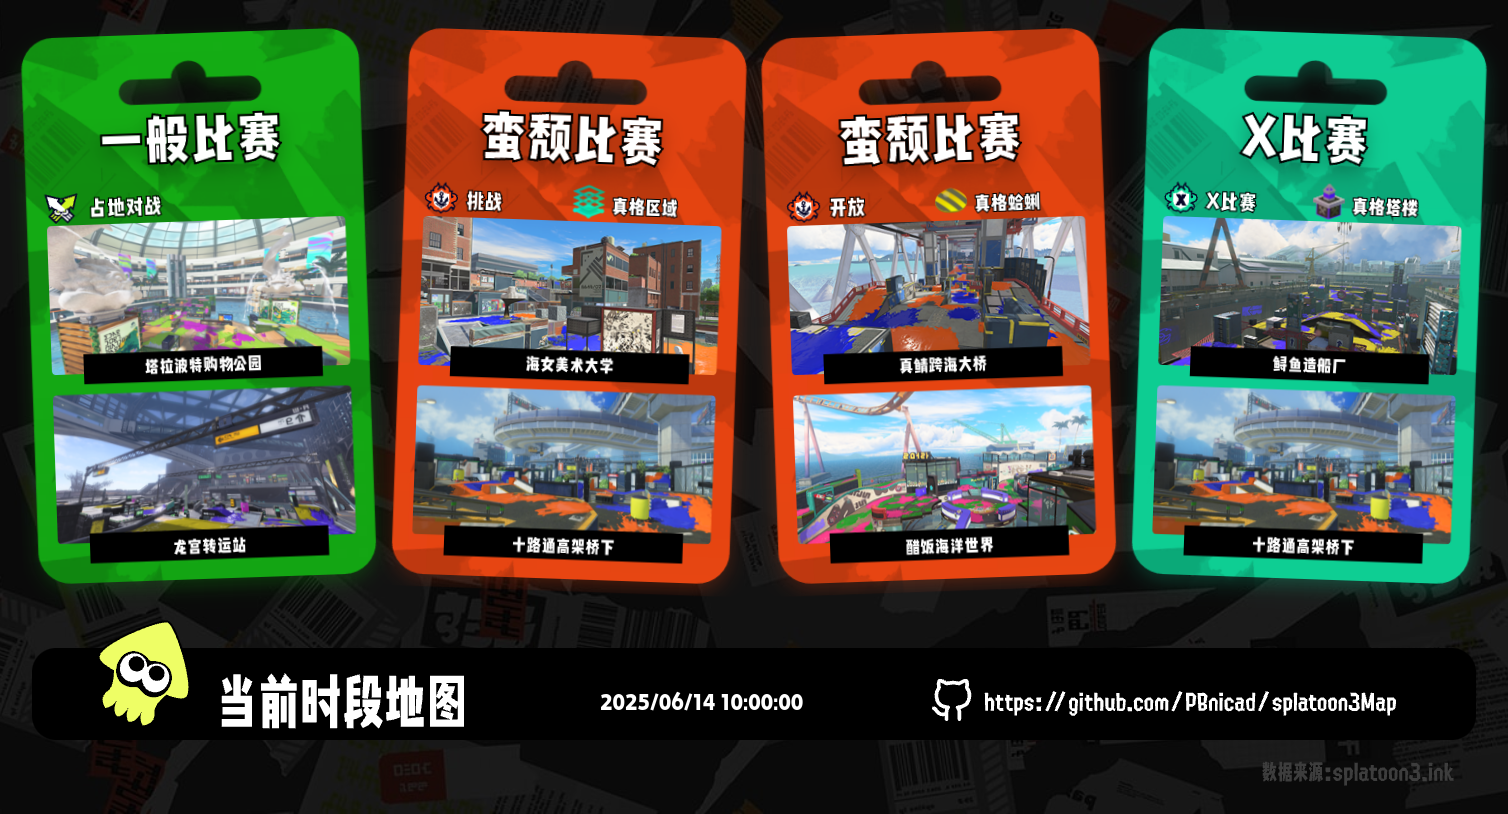 一般比赛
占地对战
塔拉波特购物公园
龙宫转运站
蛮颓比赛
挑战
真格区域
海女美术大学
十路通高架桥下
蛮颓比赛
开放
真格蛤蜊
真鲭跨海大桥
醋饭海洋世界
X比赛
X比赛
真格塔楼
鲟鱼造船厂
十路通高架桥下
当前时段地图
2025/06/14 10:00:00
https://github.com/PBnicad/splatoon3Map
数据来源:splatoon3.ink